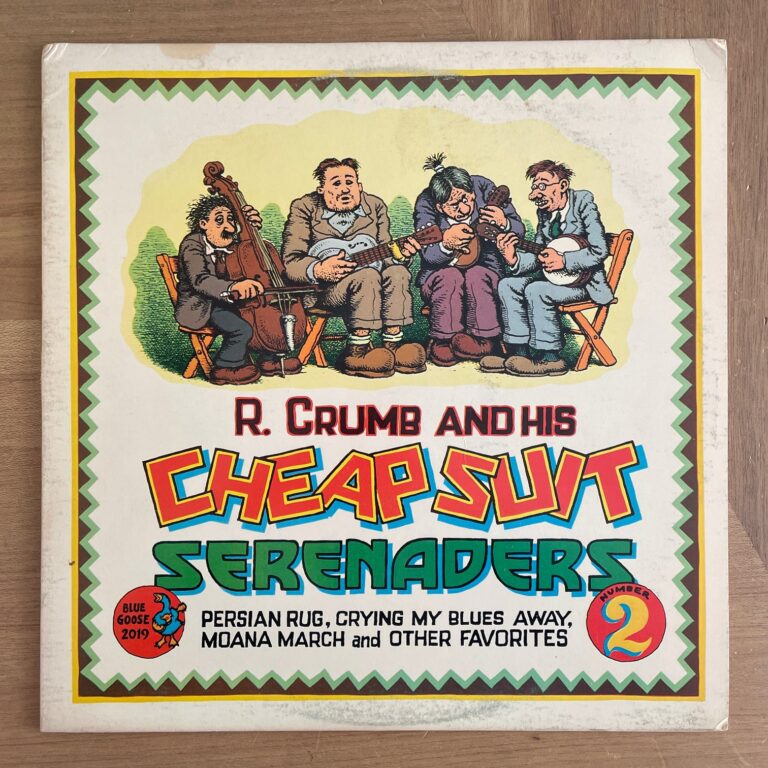 R. CRUMB AND HIS
CHEAP SUIT
SERENADERS
BLUE
GOOSE
2019
PERSIAN RUG, CRYING MY BLUES AWAY,
MOANA MARCH and OTHER FAVORITES
NUMBER
2